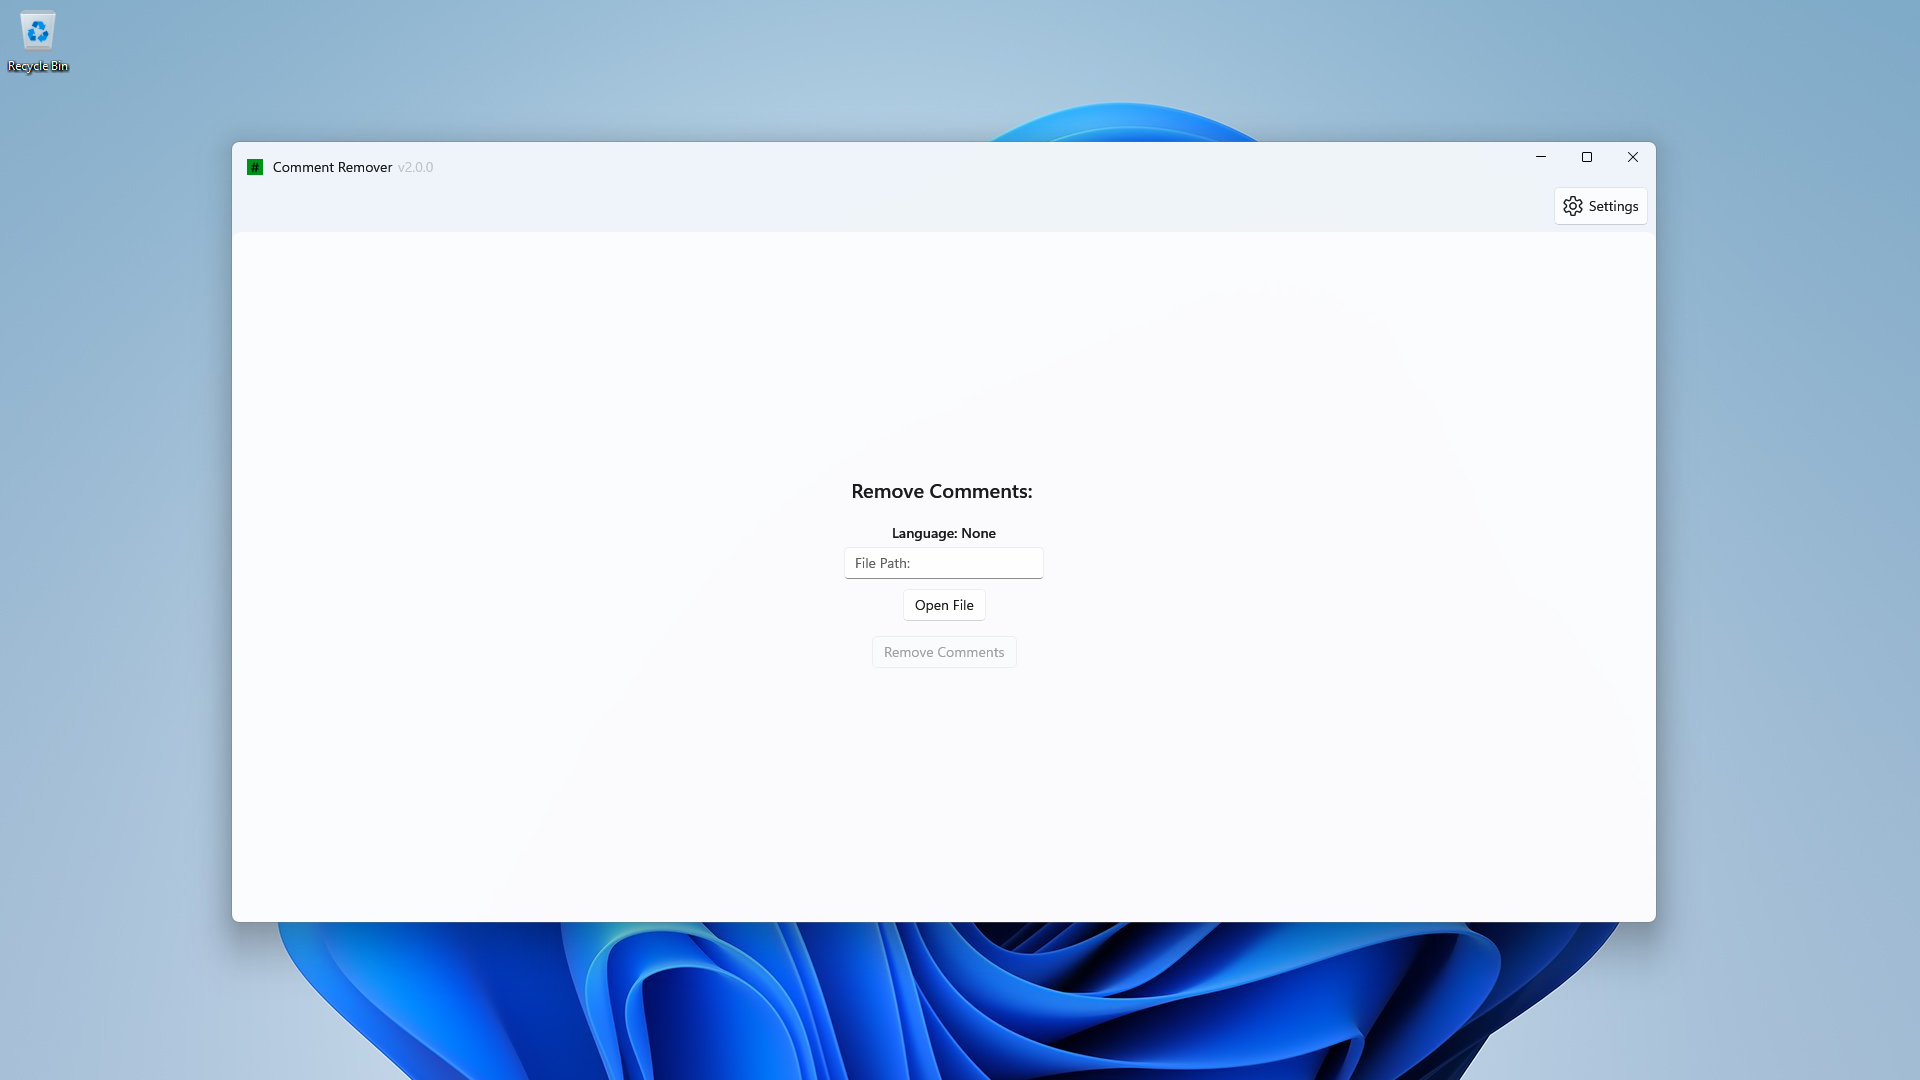 Recycle Bin
# Comment Remover v2.0.0
Settings
Remove Comments:
Language: None
File Path:
Open File
Remove Comments